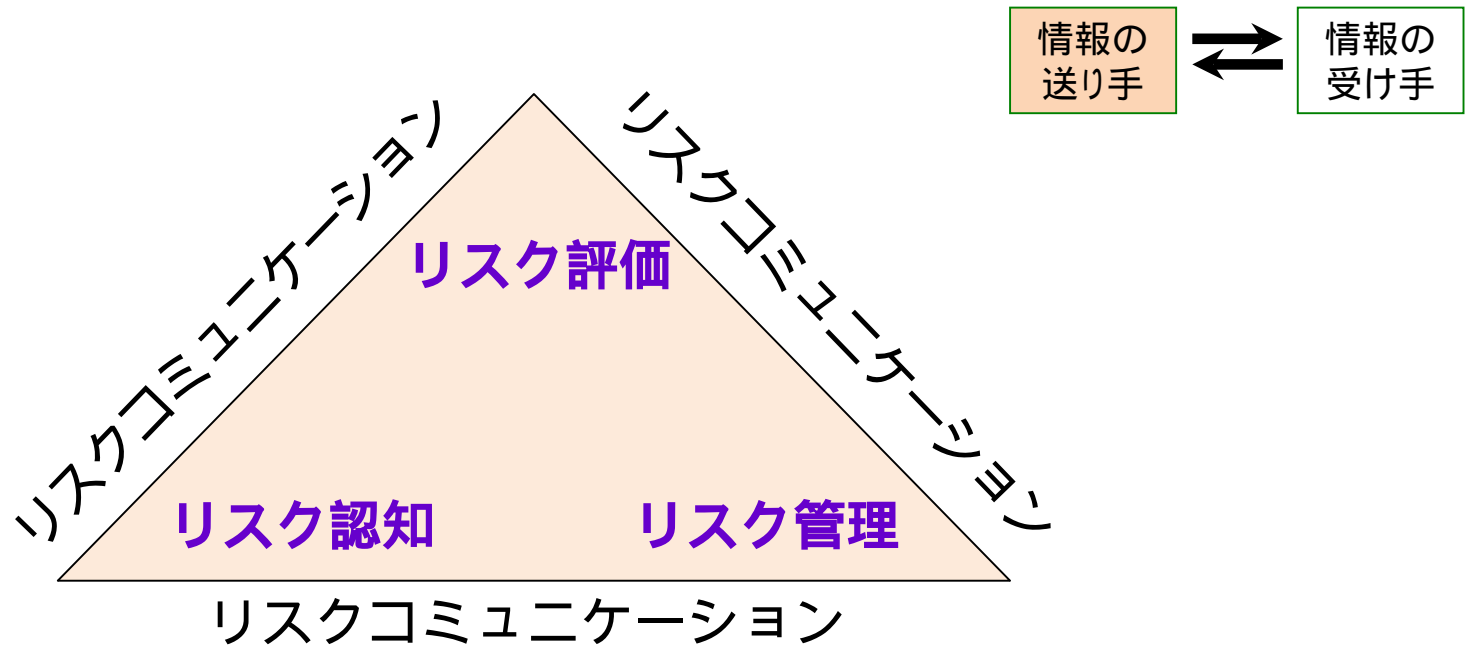 情報の
送り手
情報の
受け手
リスクコミュニケーション
リスクコミュニケーション
リスク評価
リスク認知
リスク管理
リスクコミュニケーション